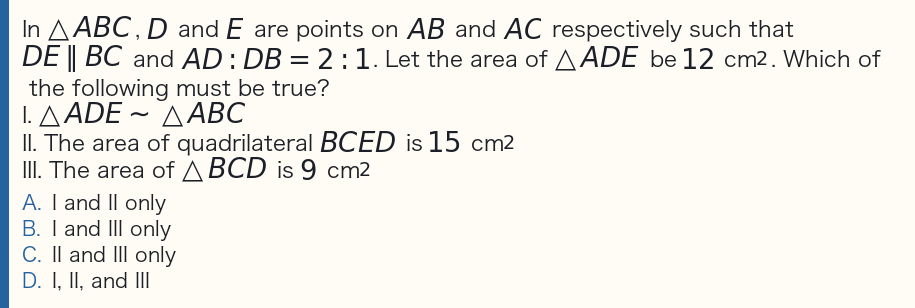 In △ABC, D and E are points on AB and AC respectively such that
DE ∥ BC and AD : DB = 2 : 1. Let the area of △ADE be 12 cm2. Which of
the following must be true?
I. △ADE ~ △ABC
II. The area of quadrilateral BCED is 15 cm2
III. The area of △BCD is 9 cm2
A. I and II only
B. I and III only
C. II and III only
D. I, II, and III